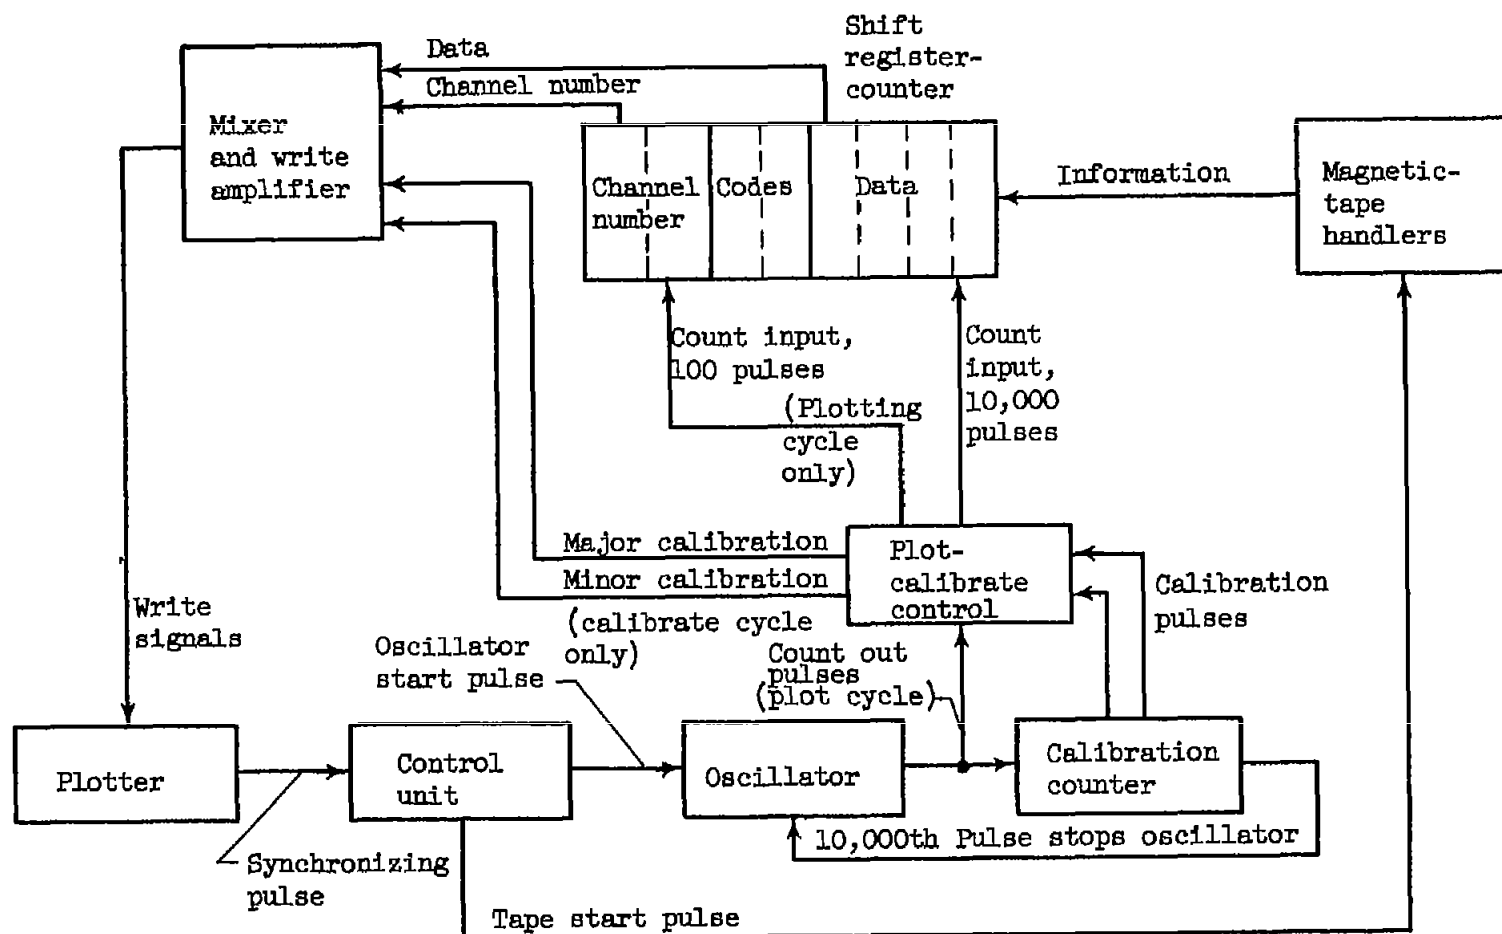 Shift
register-
counter
Data
Channel number
Mixer
and write
amplifier
Channel
number
Codes
Data
Information
Magnetic-
tape
handlers
Count input,
100 pulses
(Plotting
cycle
only)
Count
input,
10,000
pulses
Major calibration
Minor calibration
(calibrate cycle
only)
Plot-
calibrate
control
Calibration
pulses
Write
signals
Oscillator
start pulse
Count out
pulses
(plot cycle)
Plotter
Control
unit
Oscillator
Calibration
counter
10,000th Pulse stops oscillator
Synchronizing
pulse
Tape start pulse